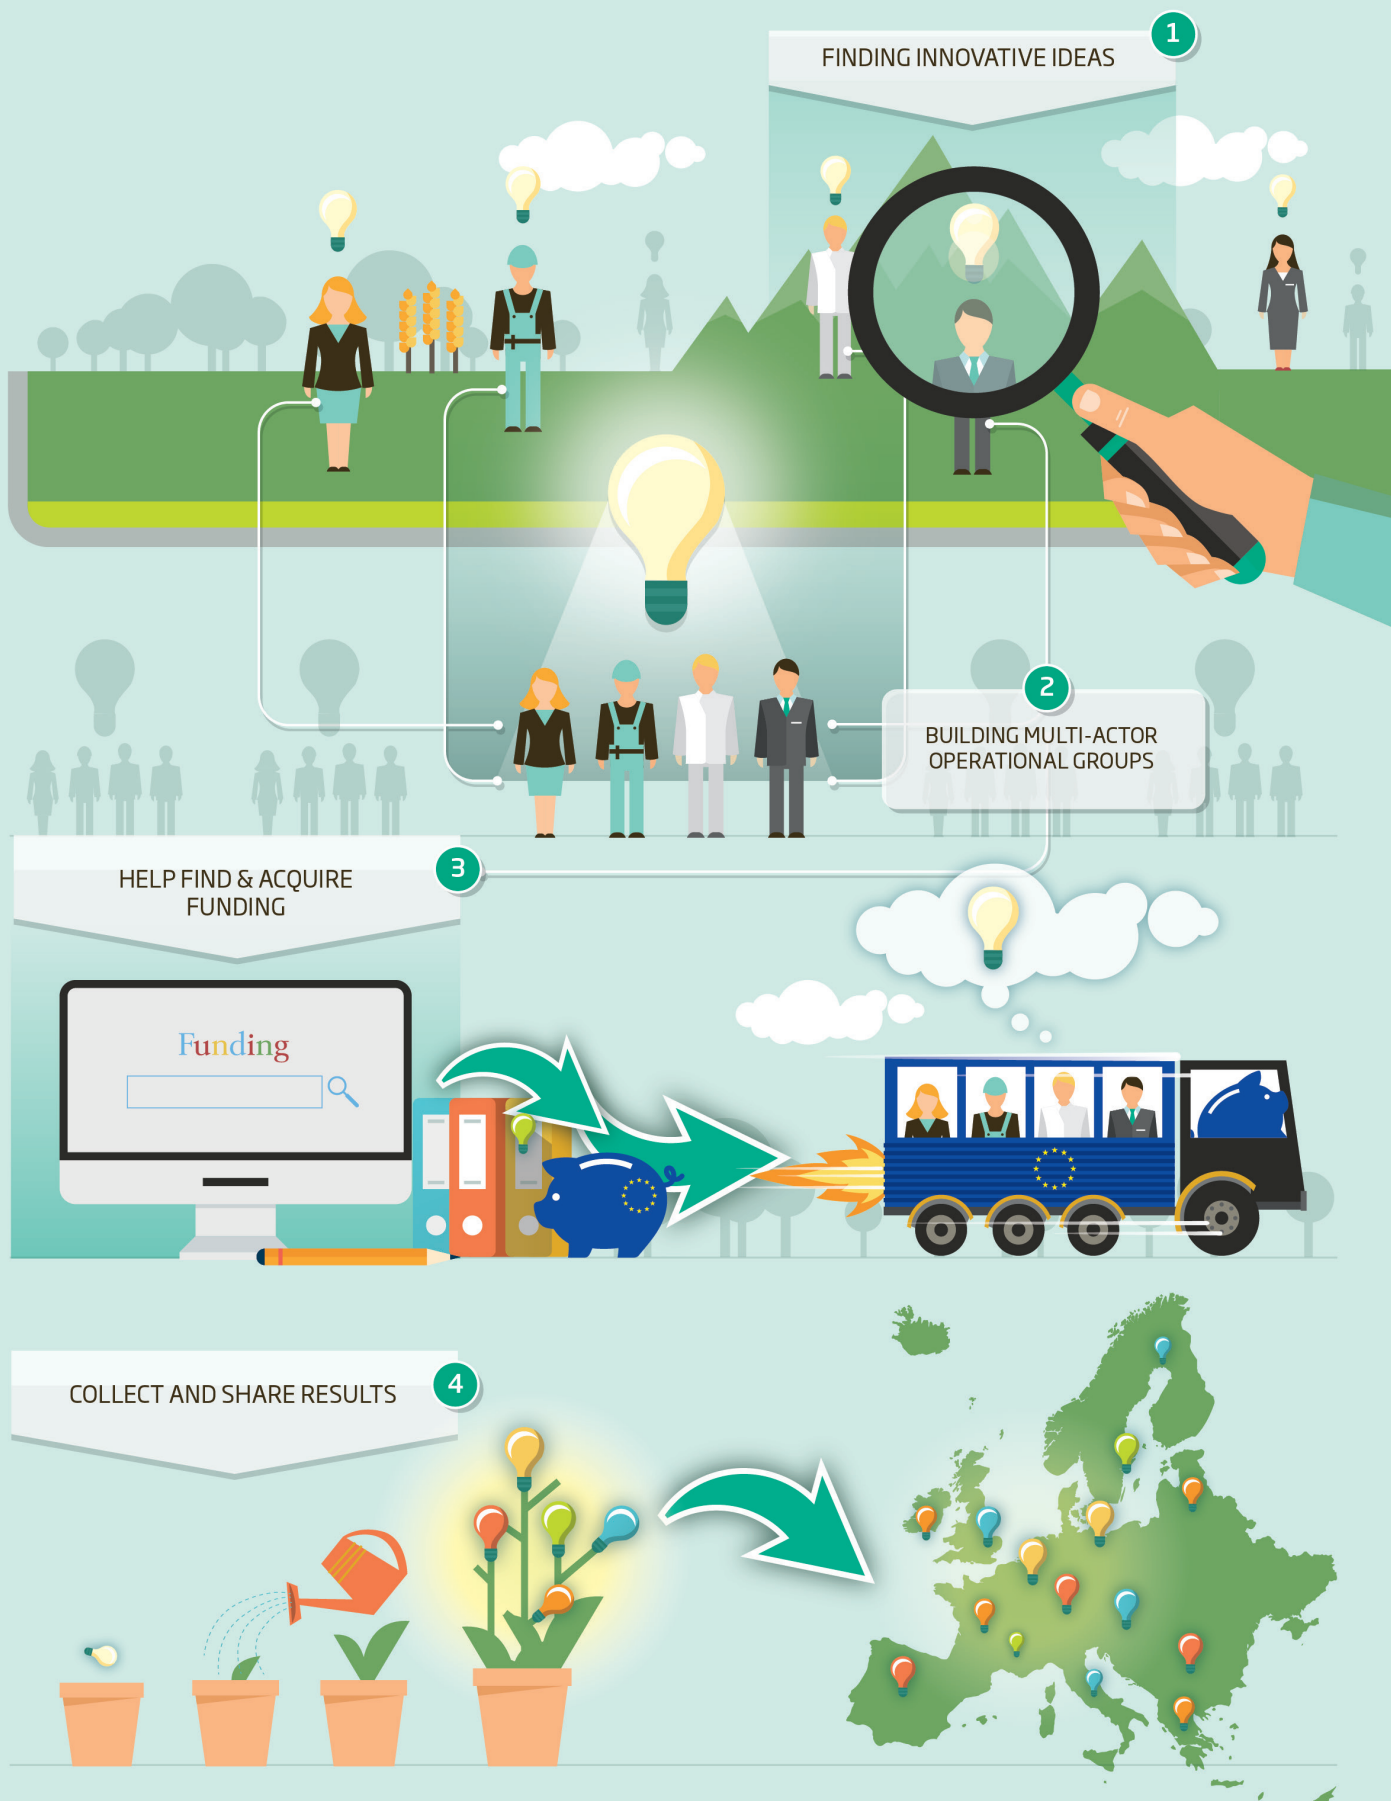 1
FINDING INNOVATIVE IDEAS
2
BUILDING MULTI-ACTOR
OPERATIONAL GROUPS
3
HELP FIND & ACQUIRE
FUNDING
Funding
4
COLLECT AND SHARE RESULTS